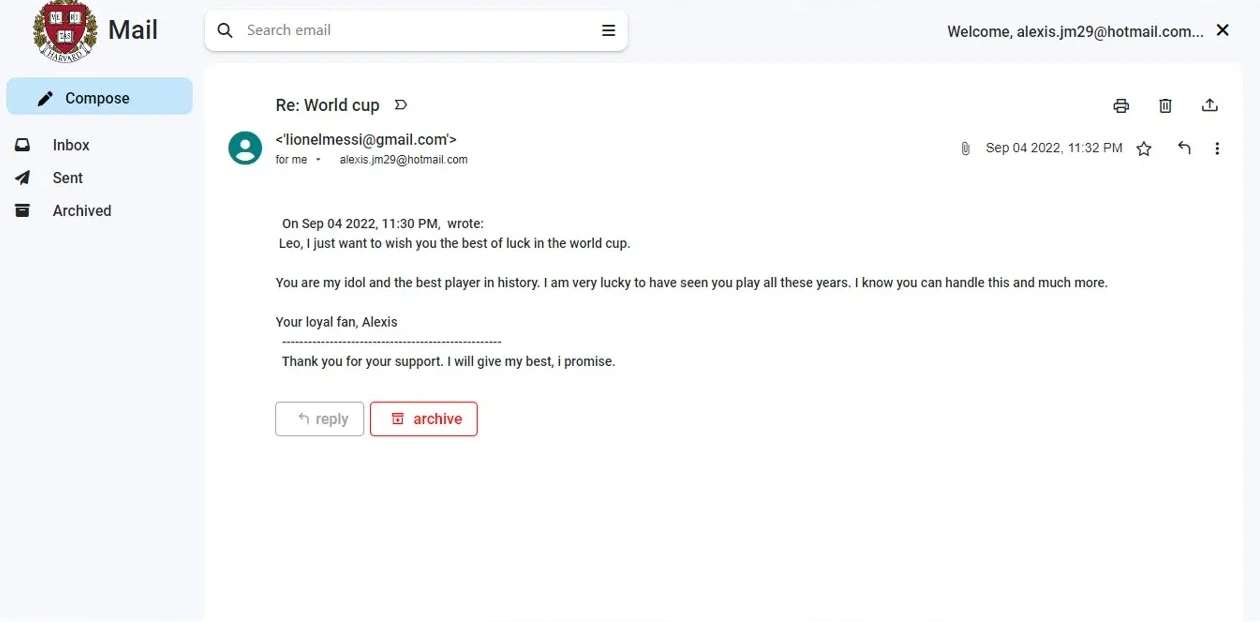 VE RI
TAS
HARVARD
Mail
Search email
Welcome, alexis.jm29@hotmail.com...
Compose
Inbox
Sent
Archived
Re: World cup
<'lionelmessi@gmail.com'>
for me alexis.jm29@hotmail.com
Sep 04 2022, 11:32 PM
On Sep 04 2022, 11:30 PM, wrote:
Leo, I just want to wish you the best of luck in the world cup.
You are my idol and the best player in history. I am very lucky to have seen you play all these years. I know you can handle this and much more.
Your loyal fan, Alexis
---------------------------------------------------
Thank you for your support. I will give my best, i promise.
reply
archive